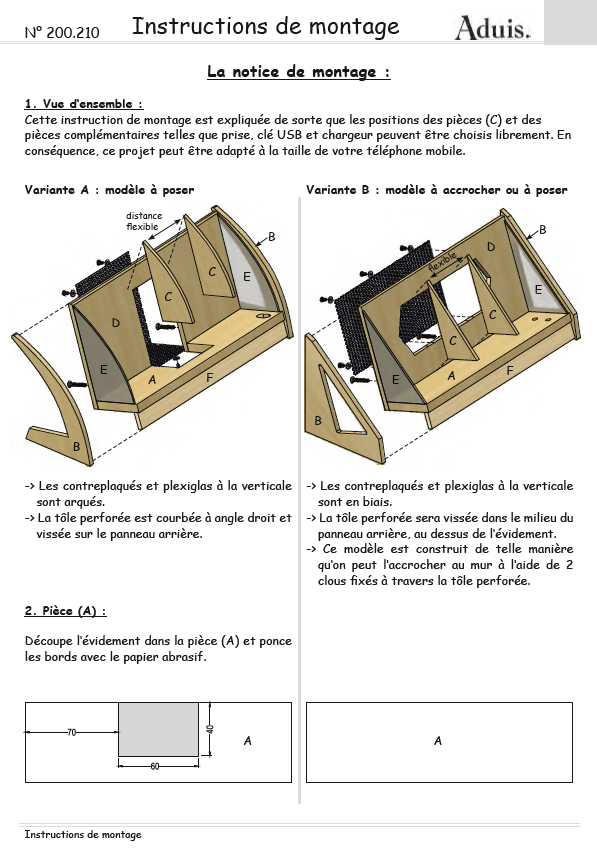 N° 200.210
Instructions de montage
Aduis.
La notice de montage :
1. Vue d'ensemble :
Cette instruction de montage est expliquée de sorte que les positions des pièces (C) et des
pièces complémentaires telles que prise, clé USB et chargeur peuvent être choisis librement. En
conséquence, ce projet peut être adapté à la taille de votre téléphone mobile.
Variante A : modèle à poser
distance
flexible
B
C
E
C
D
E
A
F
B
-> Les contreplaqués et plexiglas à la verticale
sont arqués.
-> La tôle perforée est courbée à angle droit et
vissée sur le panneau arrière.
2. Pièce (A) :
Découpe l'évidement dans la pièce (A) et ponce
les bords avec le papier abrasif.
70
40
60
A
Variante B : modèle à accrocher ou à poser
B
D
flexible
E
C
C
E
A
F
B
-> Les contreplaqués et plexiglas à la verticale
sont en biais.
-> La tôle perforée sera vissée dans le milieu du
panneau arrière, au dessus de l'évidement.
-> Ce modèle est construit de telle manière
qu'on peut l'accrocher au mur à l'aide de 2
clous fixés à travers la tôle perforée.
A
Instructions de montage